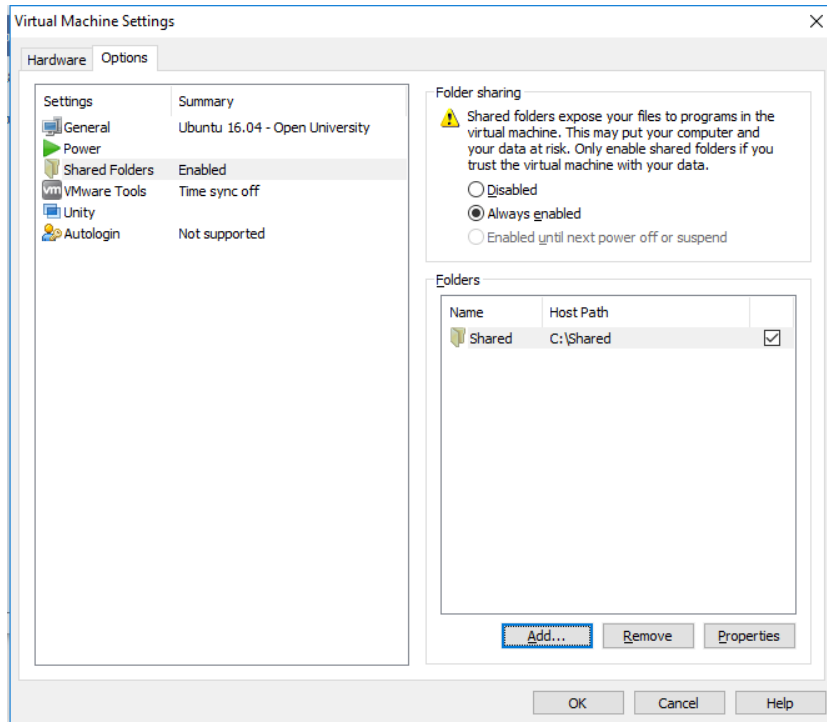 Virtual Machine Settings
Hardware Options
Settings Summary
General Ubuntu 16.04 - Open University
Power
Shared Folders Enabled
VMware Tools Time sync off
Unity
Autologin Not supported
Folder sharing
Shared folders expose your files to programs in the
virtual machine. This may put your computer and
your data at risk. Only enable shared folders if you
trust the virtual machine with your data.
Disabled
Always enabled
Enabled until next power off or suspend
Folders
Name Host Path
Shared C:\Shared
Add... Remove Properties
OK Cancel Help